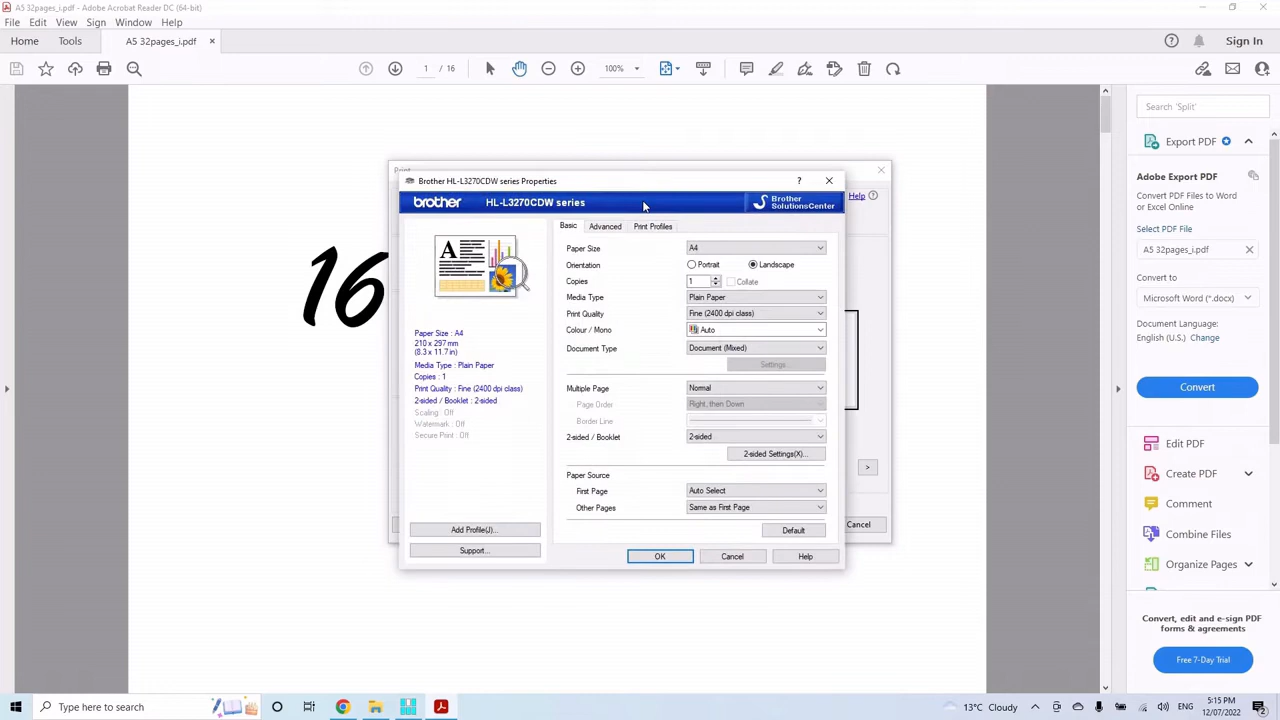 A5 32pages_i.pdf - Adobe Acrobat Reader DC (64-bit)
File Edit View Sign Window Help
Home Tools A5 32pages_i.pdf × Sign In
1 / 16 100%
Search 'Split'
Export PDF
Adobe Export PDF
Convert PDF Files to Word
or Excel Online
Select PDF File
A5 32pages_i.pdf
Convert to
Microsoft Word (*.docx)
Document Language:
English (U.S.) Change
Convert
Edit PDF
Create PDF
Comment
Combine Files
Organize Pages
Convert, edit and e-sign PDF
forms & agreements
Free 7-Day Trial
16
Print
Help
>
Cancel
Brother HL-L3270CDW series Properties ?
brother HL-L3270CDW series Brother
SolutionsCenter
Basic Advanced Print Profiles
Paper Size A4
Orientation Portrait Landscape
Copies 1 Collate
Media Type Plain Paper
Print Quality Fine (2400 dpi class)
Colour / Mono Auto
Document Type Document (Mixed)
Settings...
Multiple Page Normal
Page Order Right, then Down
Border Line
2-sided / Booklet 2-sided
2-sided Settings(X)...
Paper Source
First Page Auto Select
Other Pages Same as First Page
Default
OK Cancel Help
A
Paper Size : A4
210 x 297 mm
(8.3 x 11.7 in)
Media Type : Plain Paper
Copies : 1
Print Quality : Fine (2400 dpi class)
2-sided / Booklet : 2-sided
Scaling : Off
Watermark : Off
Secure Print : Off
Add Profile(J)...
Support...
Type here to search
13°C Cloudy ENG 5:15 PM
12/07/2022 2